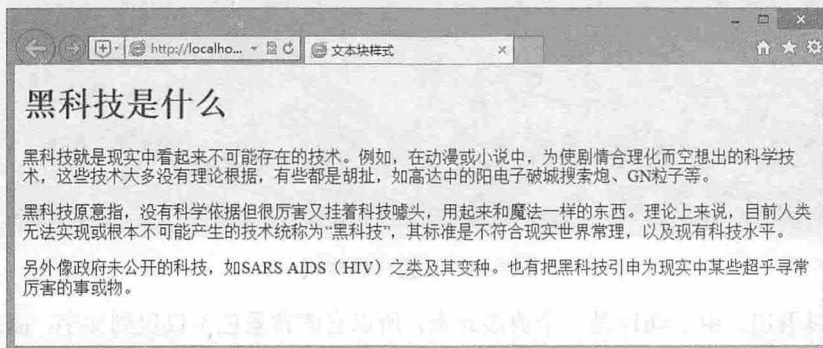 http://localho...
文本块样式
黑科技是什么
黑科技就是现实中看起来不可能存在的技术。例如，在动漫或小说中，为使剧情合理化而空想出的科学技
术，这些技术大多没有理论根据，有些都是胡扯，如高达中的阳电子破城搜索炮、GN粒子等。
黑科技原意指，没有科学依据但很厉害又挂着科技噱头，用起来和魔法一样的东西。理论上来说，目前人类
无法实现或根本不可能产生的技术统称为“黑科技”，其标准是不符合现实世界常理，以及现有科技水平。
另外像政府未公开的科技，如SARS AIDS（HIV）之类及其变种。也有把黑科技引申为现实中某些超乎寻常
厉害的事或物。